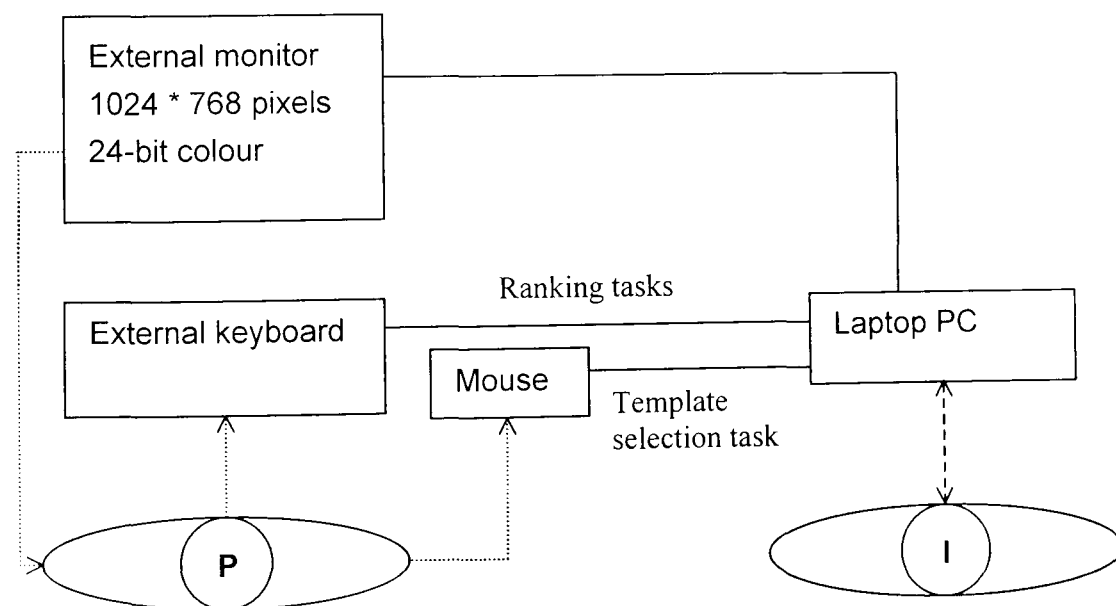 External monitor
1024 * 768 pixels
24-bit colour
Ranking tasks
External keyboard
Laptop PC
Mouse
Template
selection task
P
I